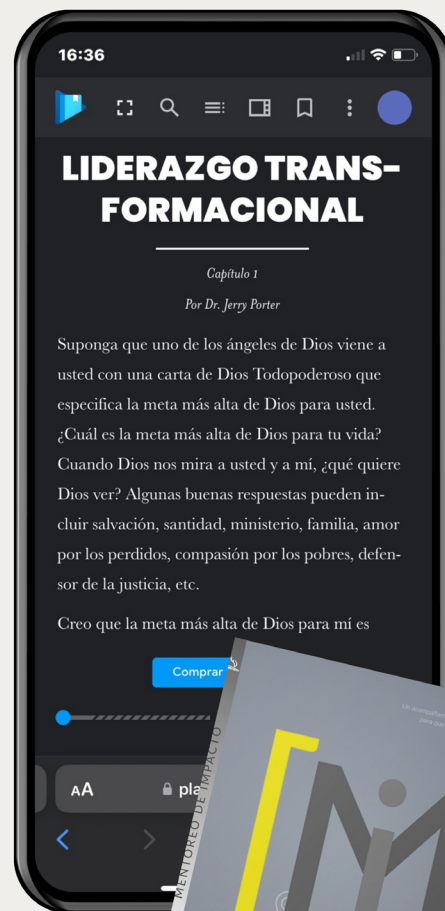 16:36
LIDERAZGO TRANS-
FORMACIONAL
Capítulo 1
Por Dr. Jerry Porter
Suponga que uno de los ángeles de Dios viene a
usted con una carta de Dios Todopoderoso que
especifica la meta más alta de Dios para usted.
¿Cuál es la meta más alta de Dios para tu vida?
Cuando Dios nos mira a usted y a mí, ¿qué quiere
Dios ver? Algunas buenas respuestas pueden in-
cluir salvación, santidad, ministerio, familia, amor
por los perdidos, compasión por los pobres, defen-
sor de la justicia, etc.
Creo que la meta más alta de Dios para mí es
Comprar
AA
pla
MENTOREO DE IMPACTO
Un acompañam
para que